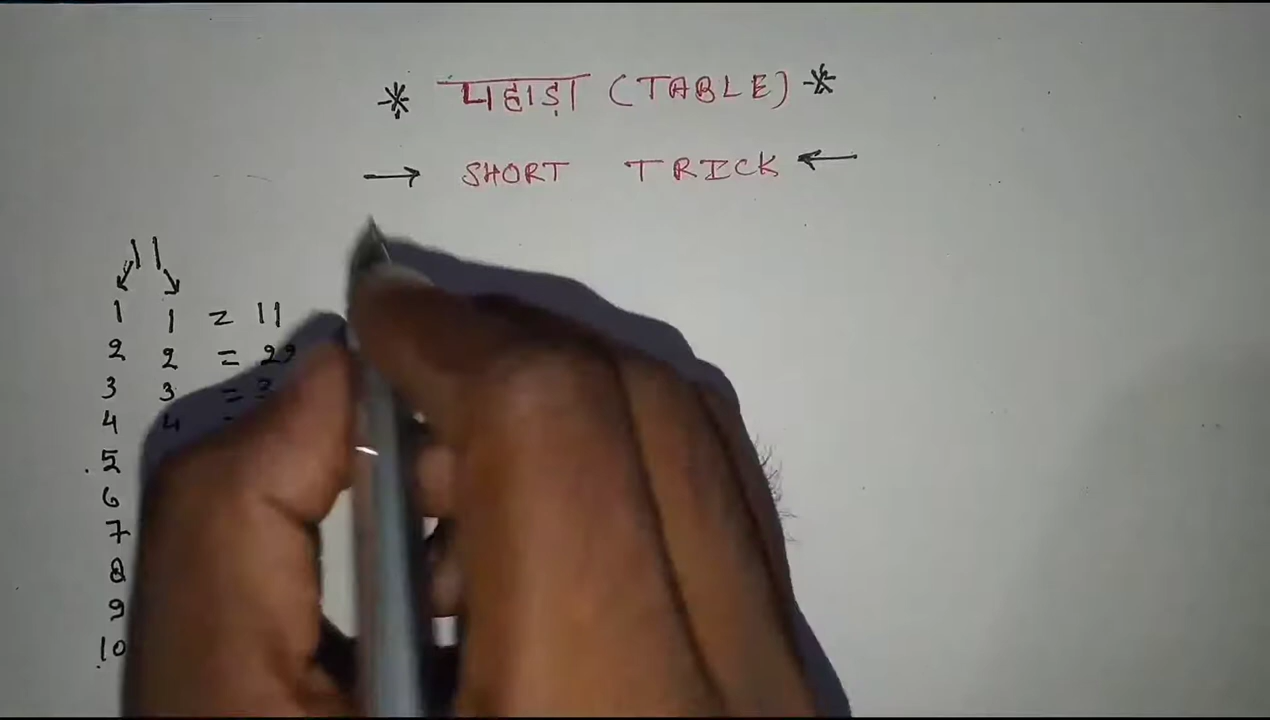 * पहाड़ा (TABLE) *
→ SHORT TRICK ←
11
1 1 = 11
2 2 = 22
3 3 = 3
4 4 =
5
6
7
8
9
10